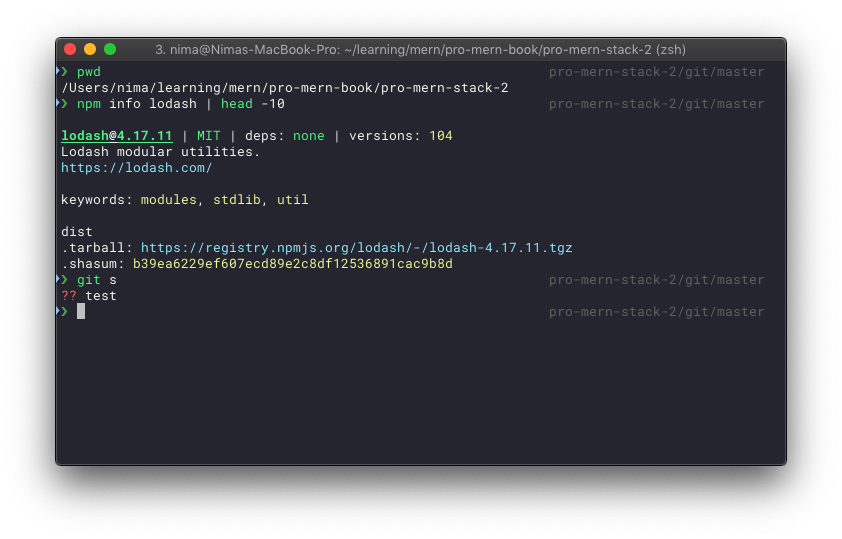 3. nima@Nimas-MacBook-Pro: ~/learning/mern/pro-mern-book/pro-mern-stack-2 (zsh)
❯ pwd pro-mern-stack-2/git/master
/Users/nima/learning/mern/pro-mern-book/pro-mern-stack-2
❯ npm info lodash | head -10 pro-mern-stack-2/git/master
lodash@4.17.11 | MIT | deps: none | versions: 104
Lodash modular utilities.
https://lodash.com/
keywords: modules, stdlib, util
dist
.tarball: https://registry.npmjs.org/lodash/-/lodash-4.17.11.tgz
.shasum: b39ea6229ef607ecd89e2c8df12536891cac9b8d
❯ git s pro-mern-stack-2/git/master
?? test
❯ pro-mern-stack-2/git/master